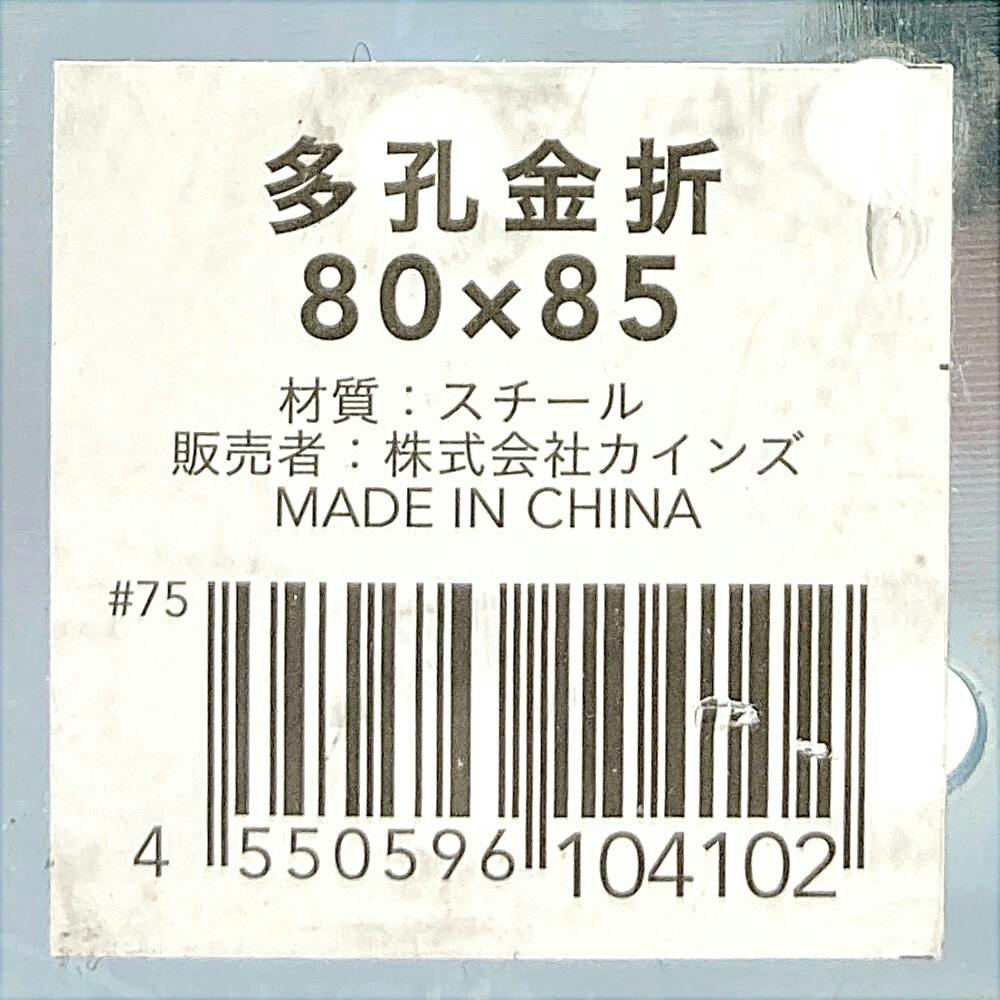 多孔金折
80×85
材質：スチール
販売者：株式会社カインズ
MADE IN CHINA
#75
4 550596 104102